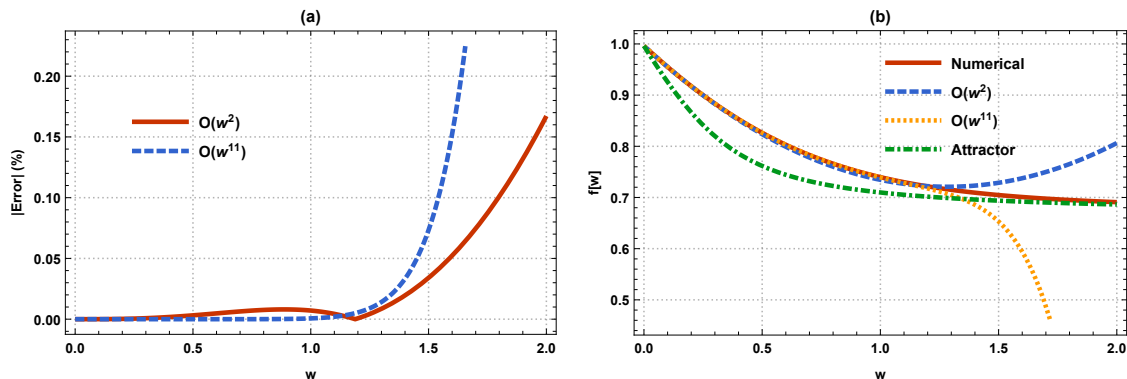 (a)
|Error| (%)
0.20
0.15
0.10
0.05
0.00
O(w²)
O(w¹¹)
0.0 0.5 1.0 1.5 2.0
w
(b)
f[w]
1.0
0.9
0.8
0.7
0.6
0.5
Numerical
O(w²)
O(w¹¹)
Attractor
0.0 0.5 1.0 1.5 2.0
w